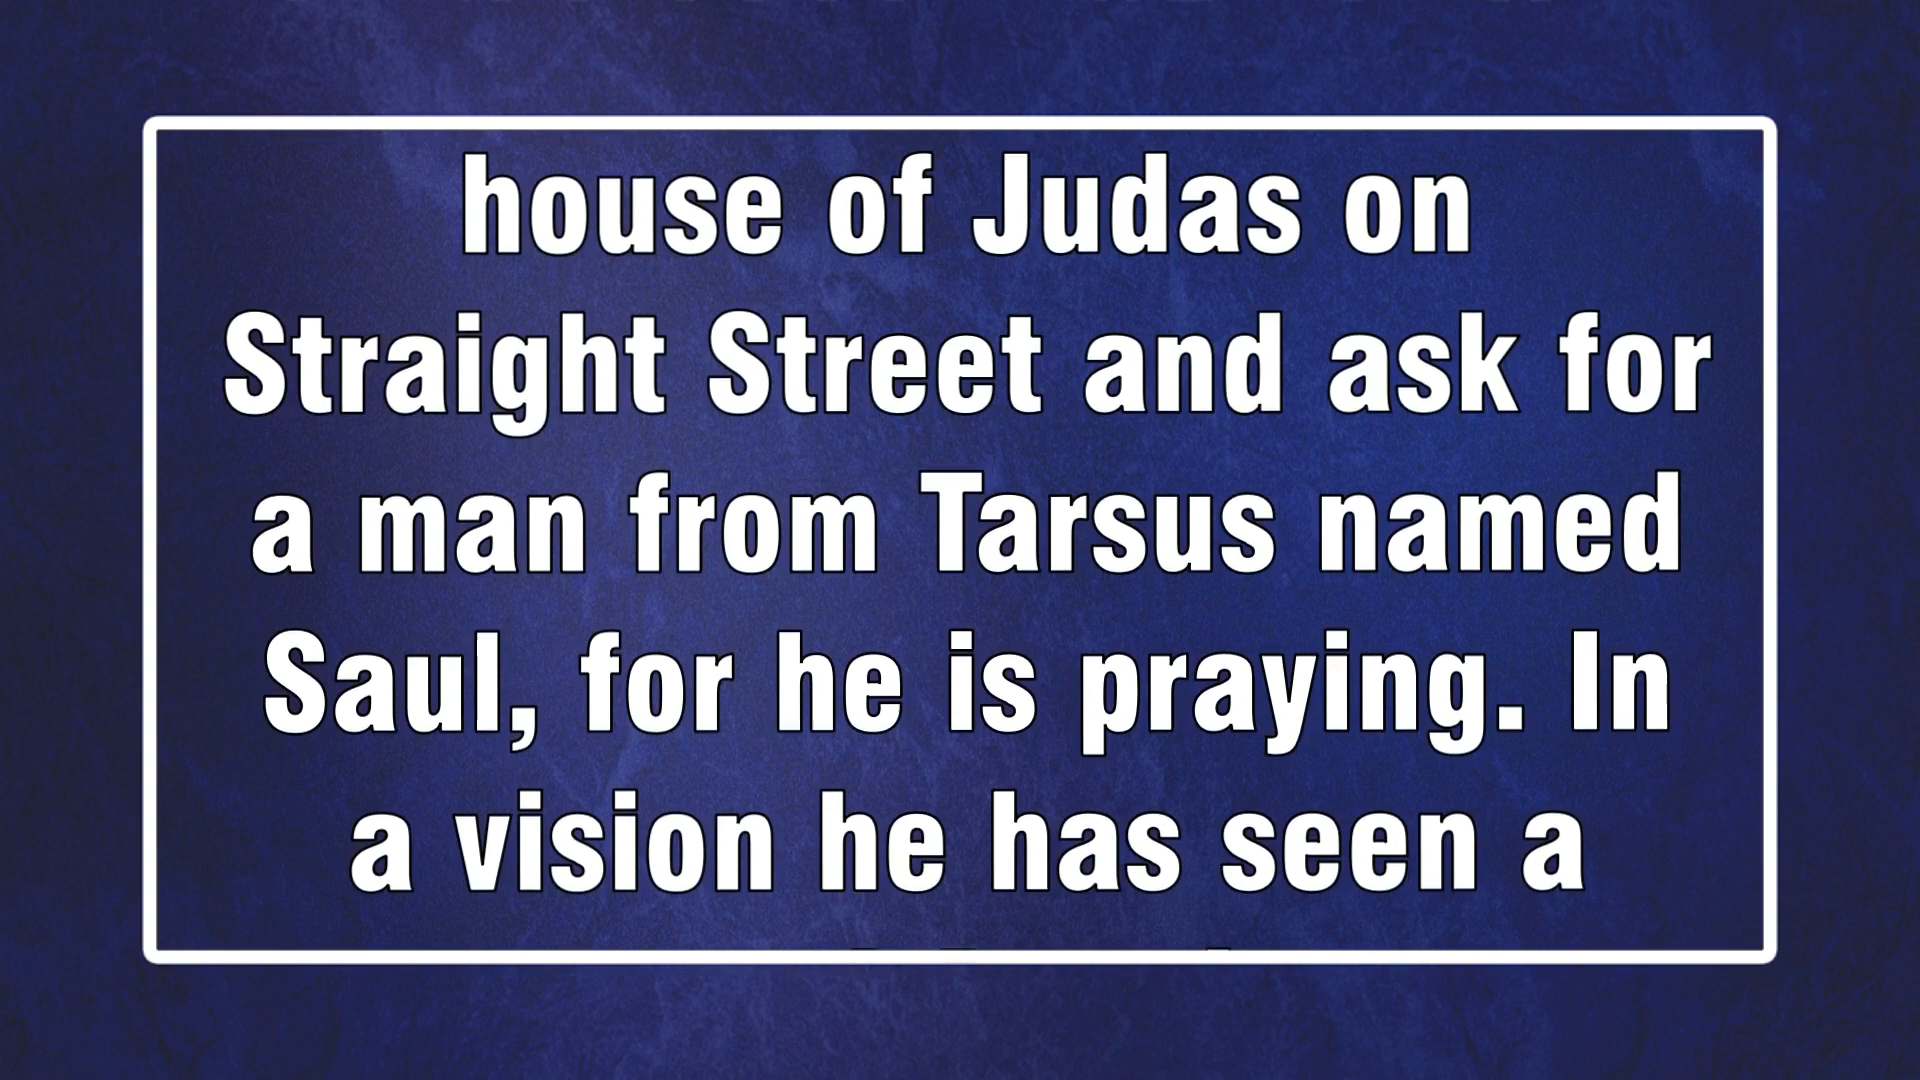 house of Judas on
Straight Street and ask for
a man from Tarsus named
Saul, for he is praying. In
a vision he has seen a